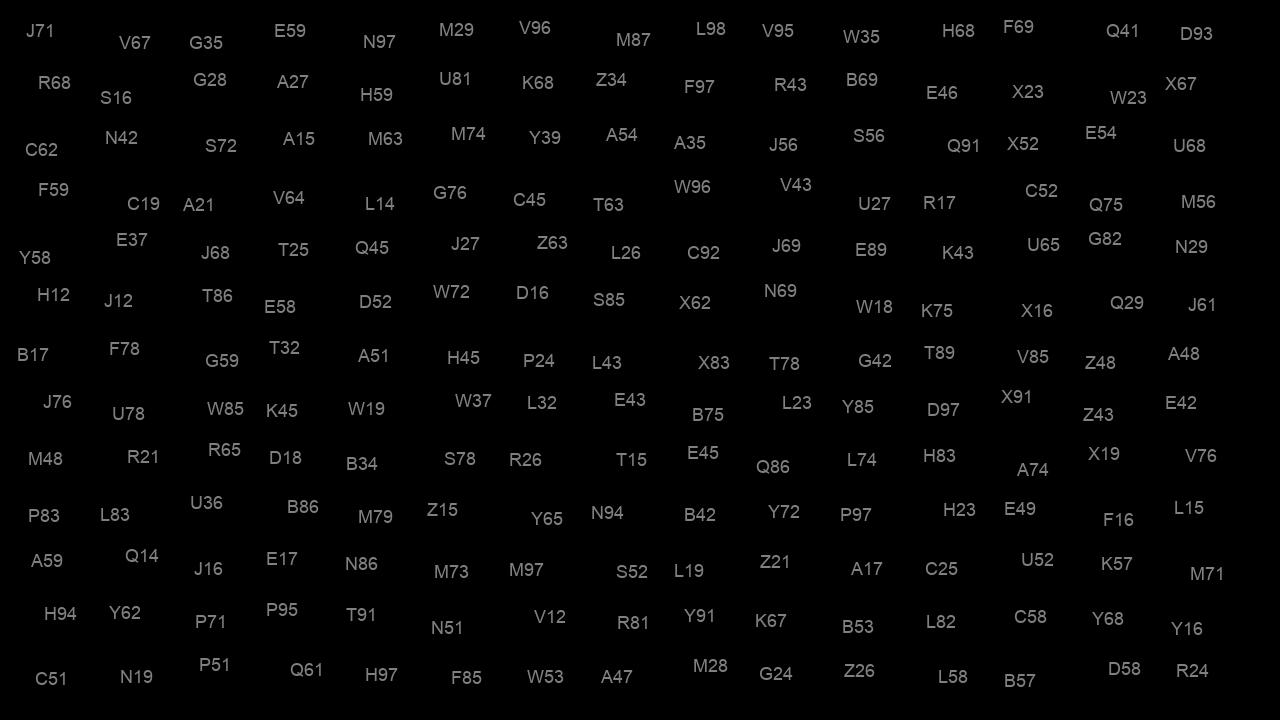 J71 V67 G35 E59 N97 M29 V96 M87 L98 V95 W35 H68 F69 Q41 D93
R68 S16 G28 A27 H59 U81 K68 Z34 F97 R43 B69 E46 X23 W23 X67
C62 N42 S72 A15 M63 M74 Y39 A54 A35 J56 S56 Q91 X52 E54 U68
F59 C19 A21 V64 L14 G76 C45 T63 W96 V43 U27 R17 C52 Q75 M56
Y58 E37 J68 T25 Q45 J27 Z63 L26 C92 J69 E89 K43 U65 G82 N29
H12 J12 T86 E58 D52 W72 D16 S85 X62 N69 W18 K75 X16 Q29 J61
B17 F78 G59 T32 A51 H45 P24 L43 X83 T78 G42 T89 V85 Z48 A48
J76 U78 W85 K45 W19 W37 L32 E43 B75 L23 Y85 D97 X91 Z43 E42
M48 R21 R65 D18 B34 S78 R26 T15 E45 Q86 L74 H83 A74 X19 V76
P83 L83 U36 B86 M79 Z15 Y65 N94 B42 Y72 P97 H23 E49 F16 L15
A59 Q14 J16 E17 N86 M73 M97 S52 L19 Z21 A17 C25 U52 K57 M71
H94 Y62 P71 P95 T91 N51 V12 R81 Y91 K67 B53 L82 C58 Y68 Y16
C51 N19 P51 Q61 H97 F85 W53 A47 M28 G24 Z26 L58 B57 D58 R24